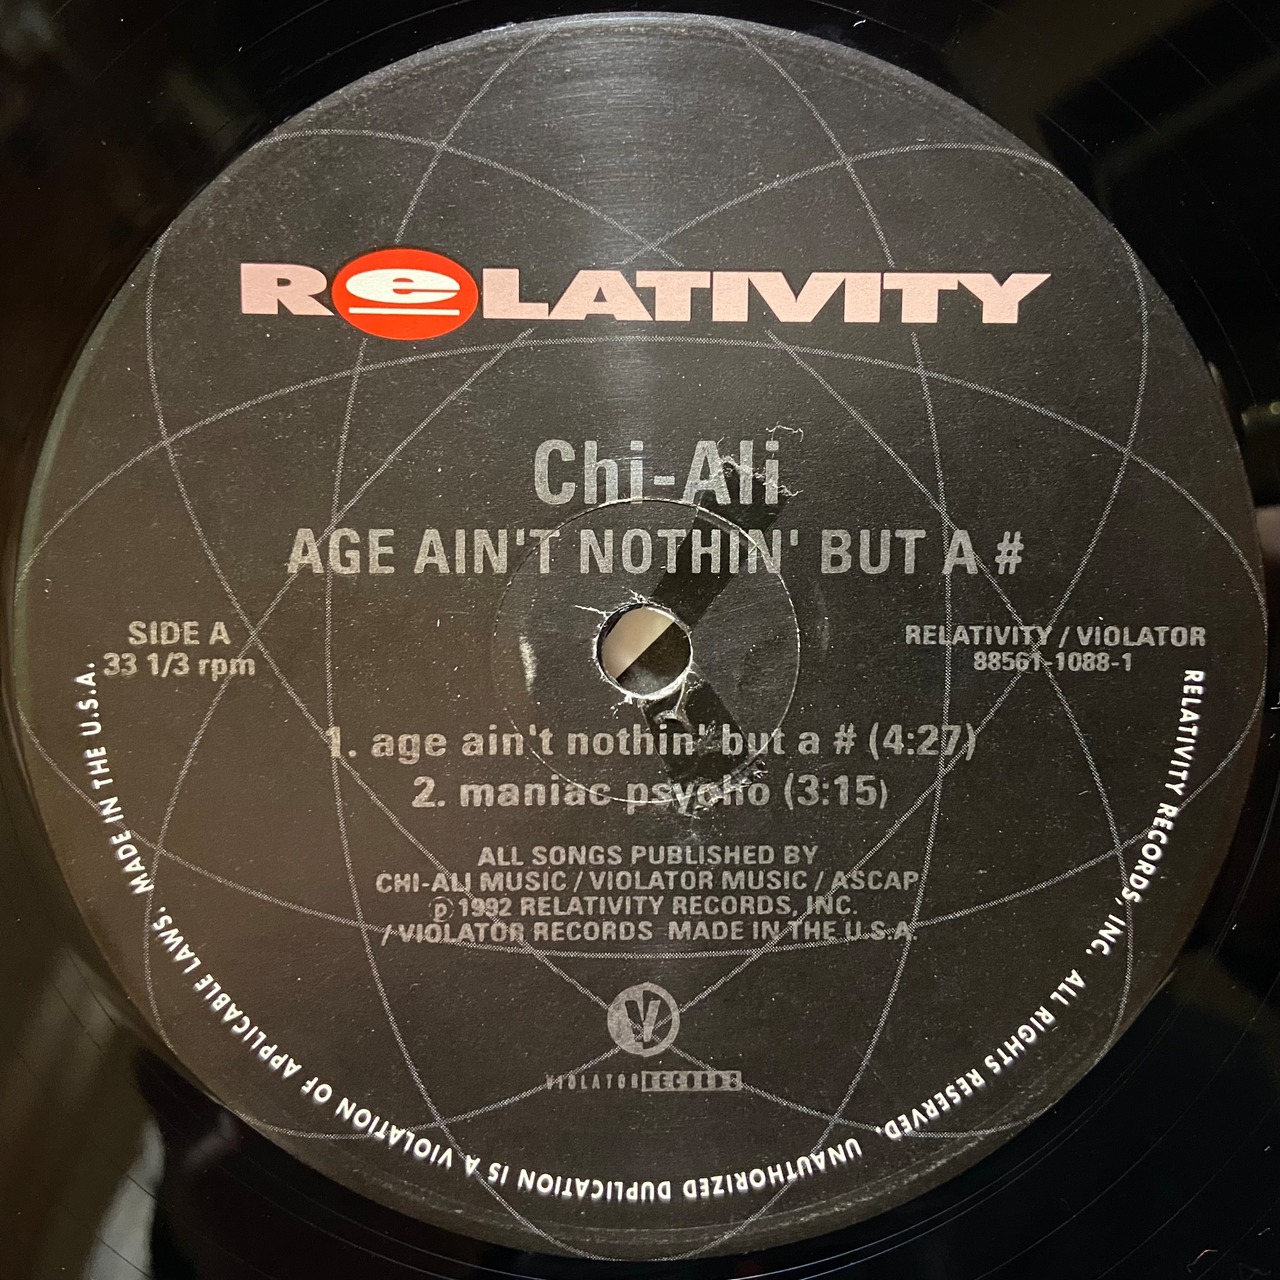 ReLATIVITY
Chi-Ali
AGE AIN'T NOTHIN' BUT A #
SIDE A
33 1/3 rpm
RELATIVITY / VIOLATOR
88561-1088-1
1. age ain't nothin' but a # (4:27)
2. maniac psycho (3:15)
ALL SONGS PUBLISHED BY
CHI-ALI MUSIC / VIOLATOR MUSIC / ASCAP
℗ 1992 RELATIVITY RECORDS, INC.
/ VIOLATOR RECORDS MADE IN THE U.S.A.
V
VIOLATOR RECORDS
RELATIVITY RECORDS, INC. ALL RIGHTS RESERVED. UNAUTHORIZED DUPLICATION IS A VIOLATION OF APPLICABLE LAWS. MADE IN THE U.S.A.